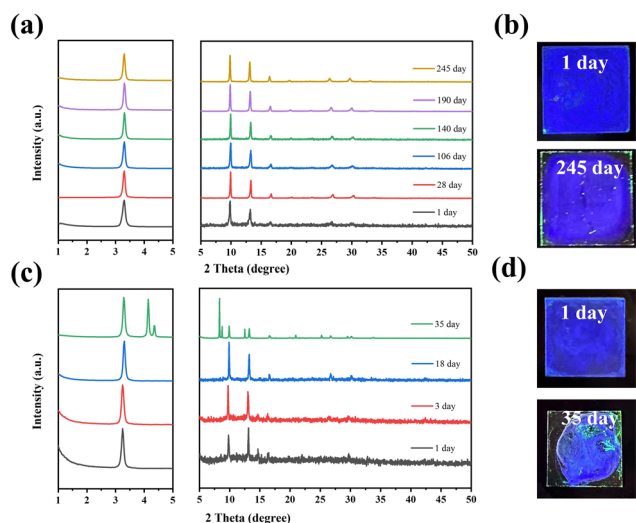 (a)
(b)
Intensity (a.u.)
245 day
190 day
140 day
106 day
28 day
1 day
1 2 3 4 5
5 10 15 20 25 30 35 40 45 50
2 Theta (degree)
1 day
245 day
(c)
(d)
Intensity (a.u.)
35 day
18 day
3 day
1 day
1 2 3 4 5
5 10 15 20 25 30 35 40 45 50
2 Theta (degree)
1 day
35 day